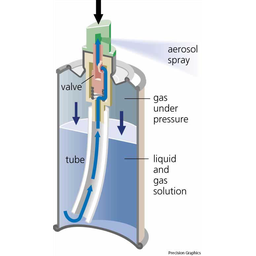 aerosol
spray
valve
gas
under
pressure
tube
liquid
and
gas
solution
Precision Graphics